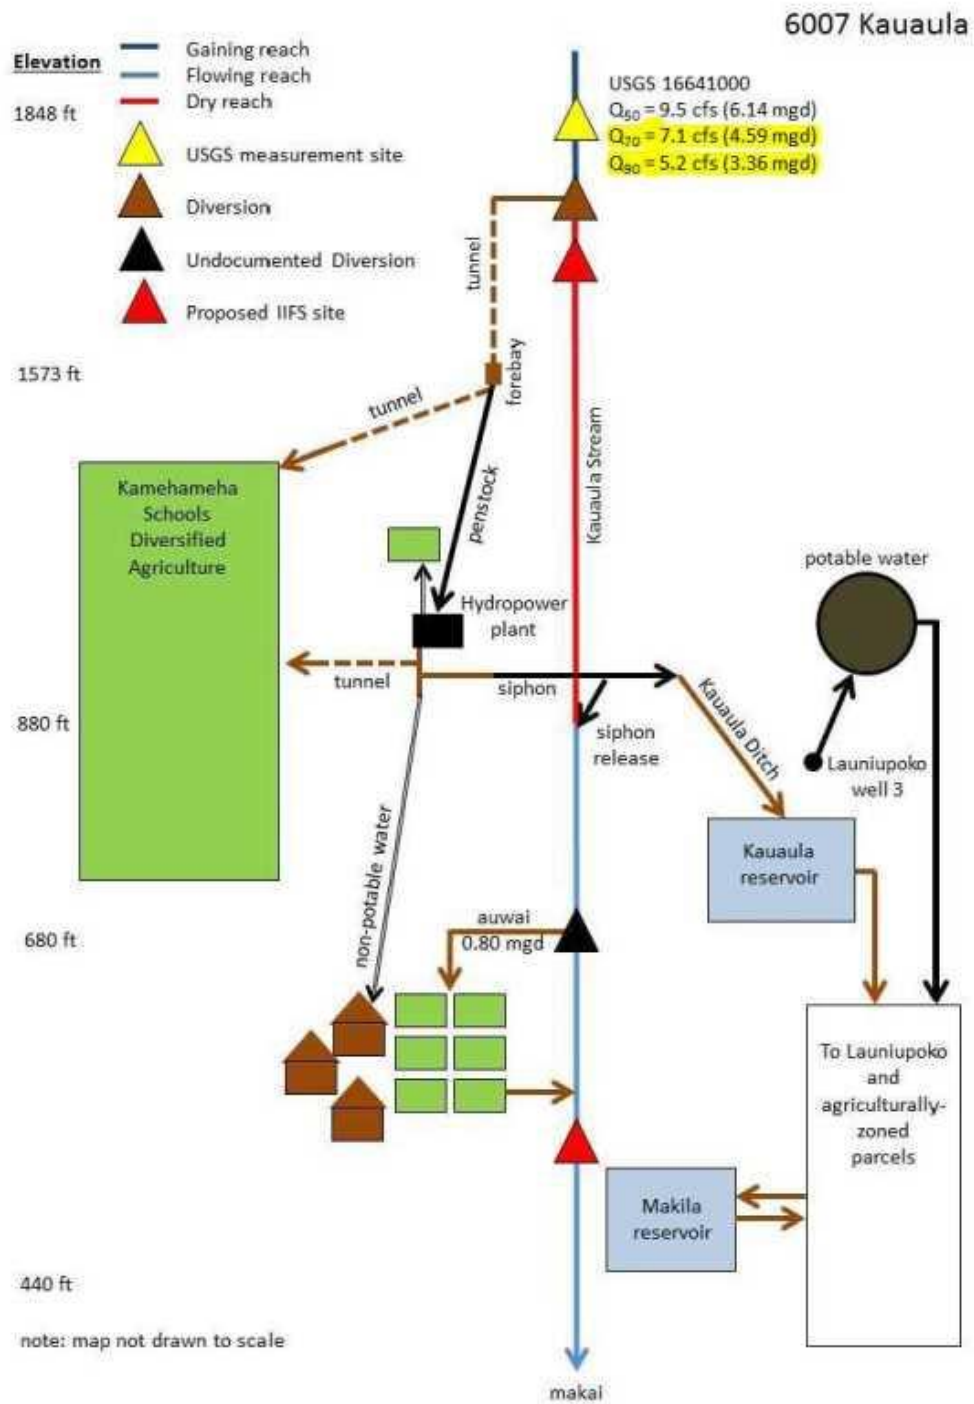 6007 Kauaula
Elevation
Gaining reach
Flowing reach
Dry reach
USGS measurement site
Diversion
Undocumented Diversion
Proposed IIFS site
1848 ft
USGS 16641000
Q50 = 9.5 cfs (6.14 mgd)
Q70 = 7.1 cfs (4.59 mgd)
Q90 = 5.2 cfs (3.36 mgd)
tunnel
1573 ft
forebay
tunnel
Kauaula Stream
penstock
Kamehameha
Schools
Diversified
Agriculture
potable water
Hydropower
plant
tunnel
siphon
Kauaula Ditch
880 ft
siphon
release
Launiupoko
well 3
non-potable water
Kauaula
reservoir
680 ft
auwai
0.80 mgd
To Launiupoko
and
agriculturally-
zoned
parcels
Makila
reservoir
440 ft
note: map not drawn to scale
makai